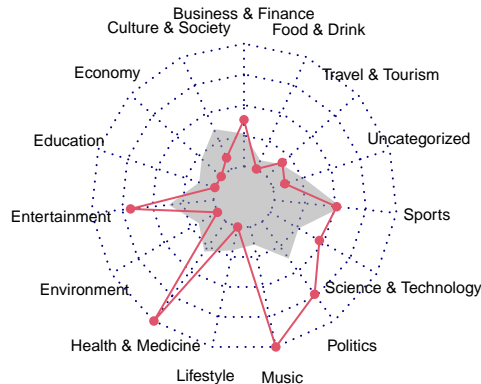 Business & Finance
Culture & Society
Food & Drink
Economy
Travel & Tourism
Education
Uncategorized
Entertainment
Sports
Environment
Science & Technology
Health & Medicine
Politics
Lifestyle
Music